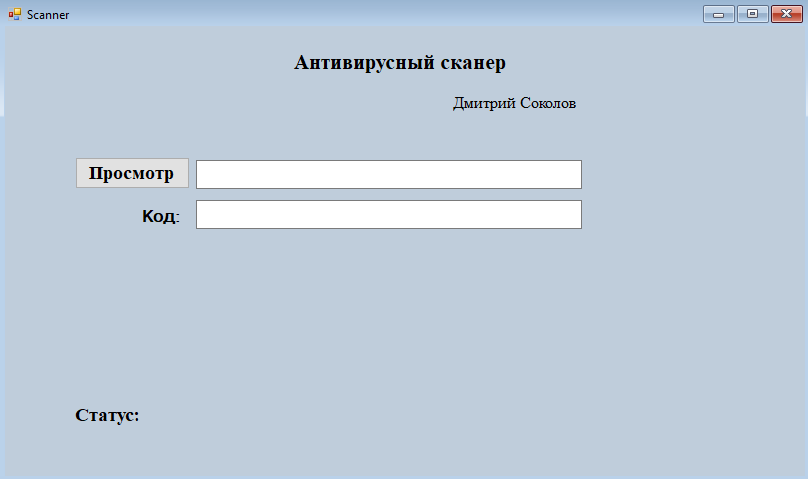 Scanner
Антивирусный сканер
Дмитрий Соколов
Просмотр
Код:
Статус: